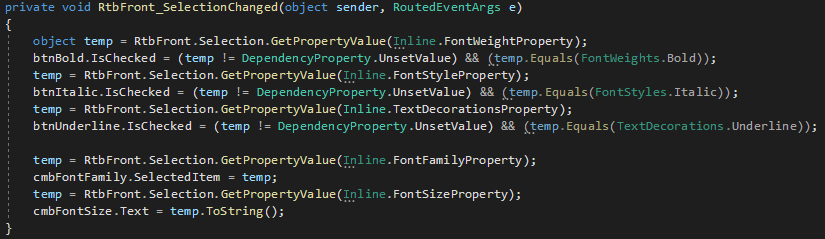 private void RtbFront_SelectionChanged(object sender, RoutedEventArgs e)
{
object temp = RtbFront.Selection.GetPropertyValue(Inline.FontWeightProperty);
btnBold.IsChecked = (temp != DependencyProperty.UnsetValue) && (temp.Equals(FontWeights.Bold));
temp = RtbFront.Selection.GetPropertyValue(Inline.FontStyleProperty);
btnItalic.IsChecked = (temp != DependencyProperty.UnsetValue) && (temp.Equals(FontStyles.Italic));
temp = RtbFront.Selection.GetPropertyValue(Inline.TextDecorationsProperty);
btnUnderline.IsChecked = (temp != DependencyProperty.UnsetValue) && (temp.Equals(TextDecorations.Underline));
temp = RtbFront.Selection.GetPropertyValue(Inline.FontFamilyProperty);
cmbFontFamily.SelectedItem = temp;
temp = RtbFront.Selection.GetPropertyValue(Inline.FontSizeProperty);
cmbFontSize.Text = temp.ToString();
}